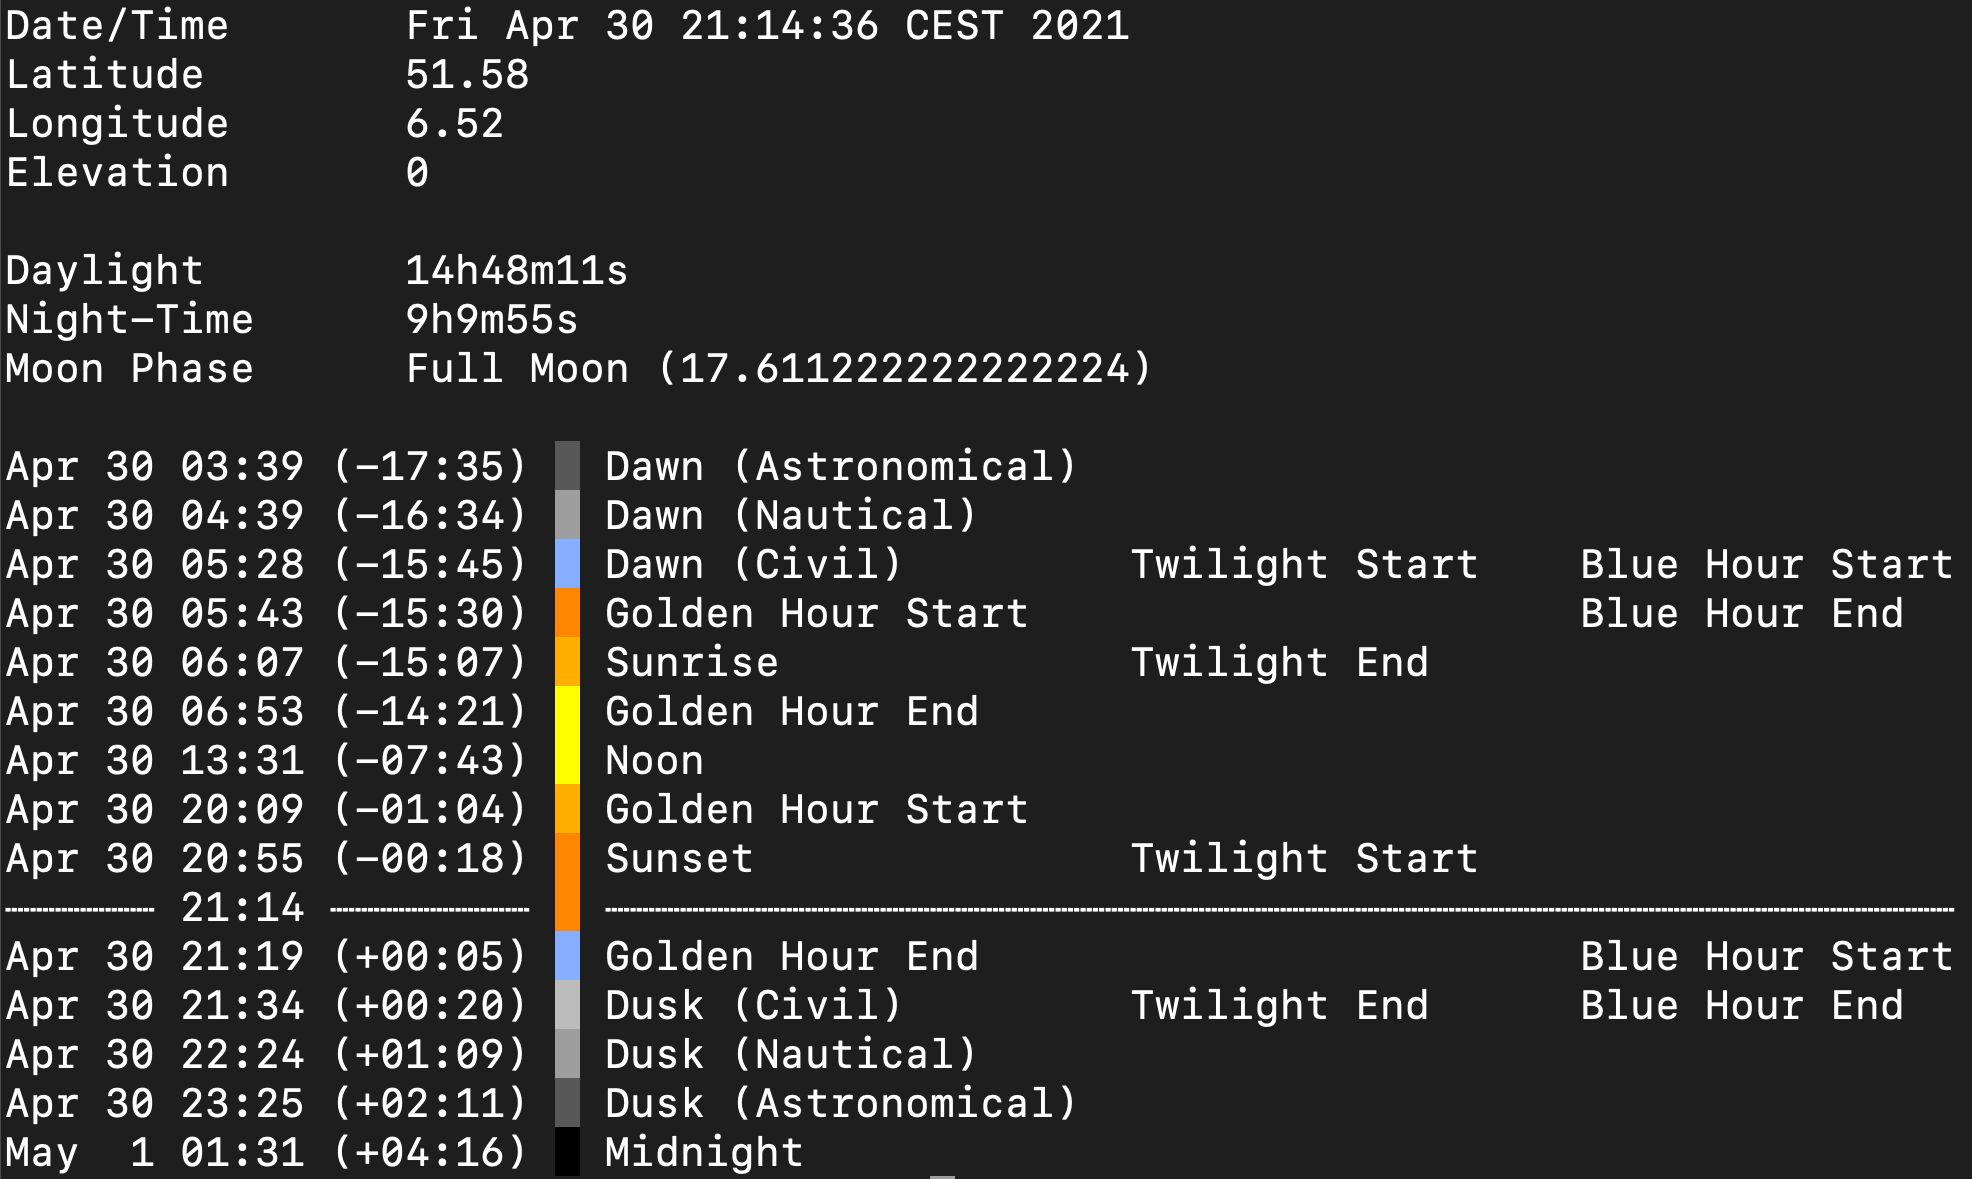 Date/Time Fri Apr 30 21:14:36 CEST 2021
Latitude 51.58
Longitude 6.52
Elevation 0
Daylight 14h48m11s
Night-Time 9h9m55s
Moon Phase Full Moon (17.611222222222224)
Apr 30 03:39 (-17:35) Dawn (Astronomical)
Apr 30 04:39 (-16:34) Dawn (Nautical)
Apr 30 05:28 (-15:45) Dawn (Civil) Twilight Start Blue Hour Start
Apr 30 05:43 (-15:30) Golden Hour Start Blue Hour End
Apr 30 06:07 (-15:07) Sunrise Twilight End
Apr 30 06:53 (-14:21) Golden Hour End
Apr 30 13:31 (-07:43) Noon
Apr 30 20:09 (-01:04) Golden Hour Start
Apr 30 20:55 (-00:18) Sunset Twilight Start
------ 21:14 -------- ------------------------------------------------------
Apr 30 21:19 (+00:05) Golden Hour End Blue Hour Start
Apr 30 21:34 (+00:20) Dusk (Civil) Twilight End Blue Hour End
Apr 30 22:24 (+01:09) Dusk (Nautical)
Apr 30 23:25 (+02:11) Dusk (Astronomical)
May 1 01:31 (+04:16) Midnight